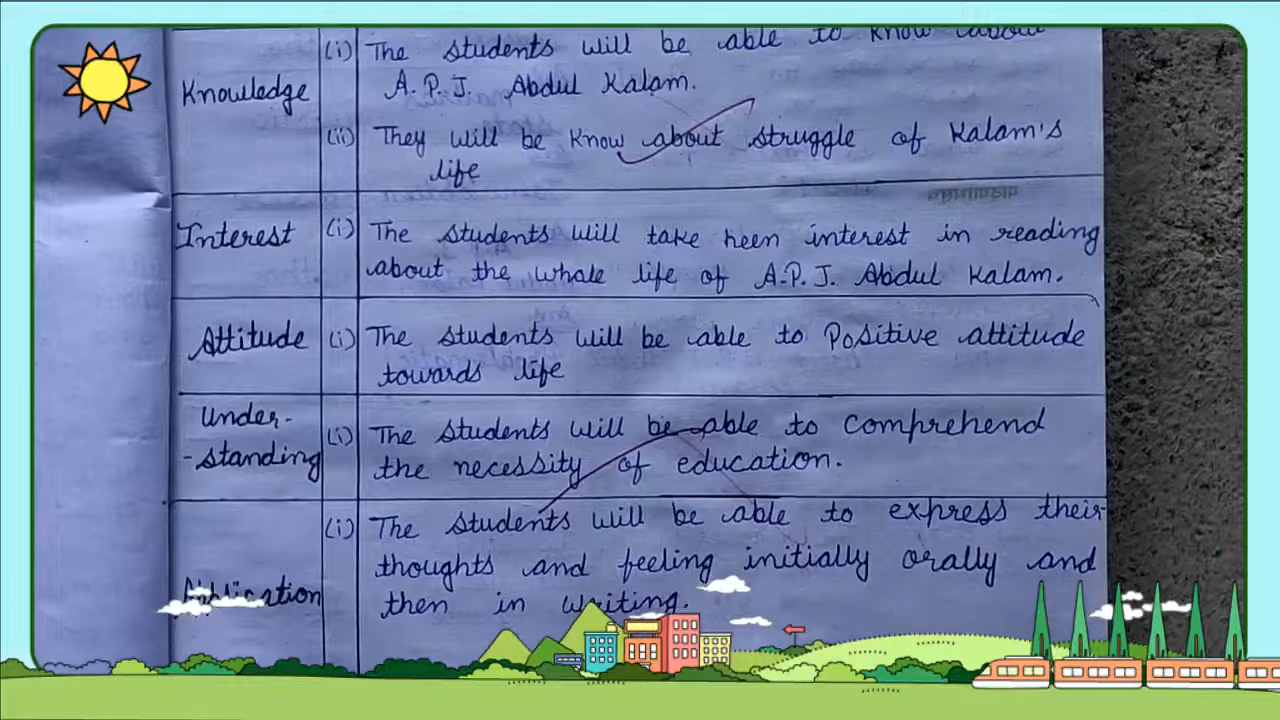 (i) The students will be able to know about
Knowledge
A.P.J. Abdul Kalam.
(ii) They will be know about struggle of Kalam's
life
Interest (i) The students will take keen interest in reading
about the whole life of A.P.J. Abdul Kalam.
Attitude (i) The students will be able to Positive attitude
towards life
Under-
-standing
(i) The students will be able to comprehend
the necessity of education.
(i) The students will be able to express their
thoughts and feeling initially orally and
Application
then in writing.